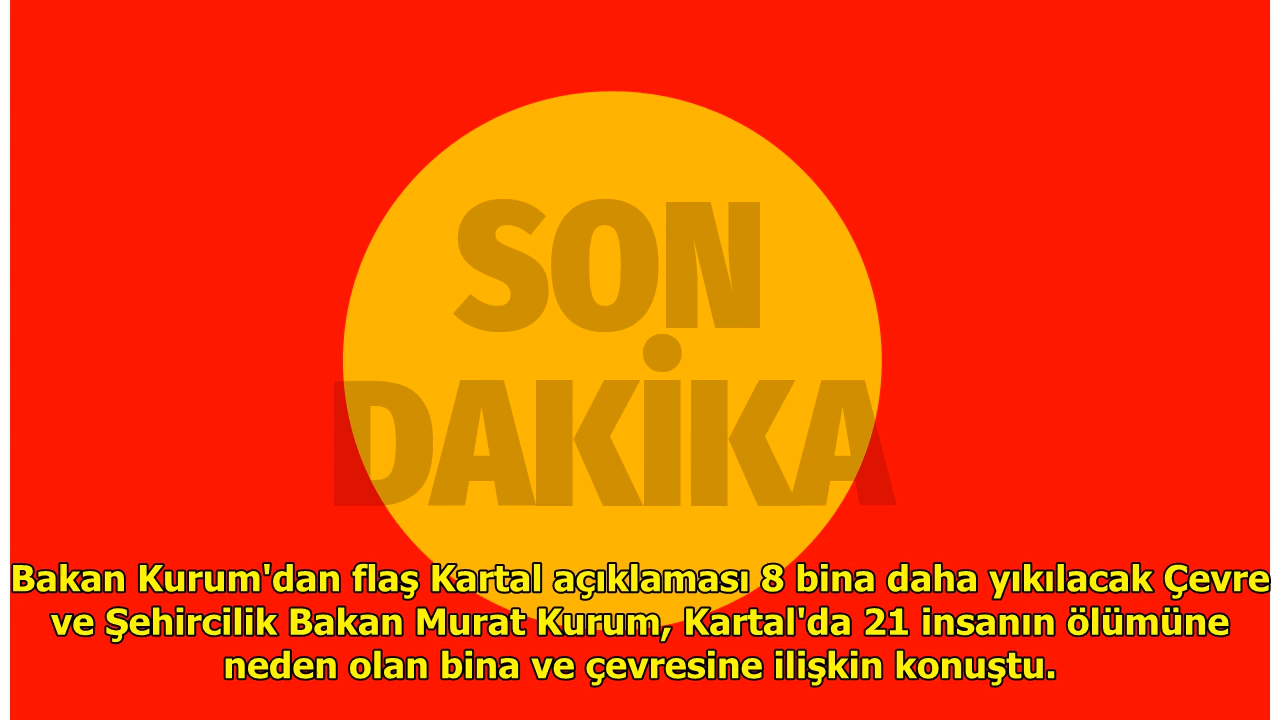 SON
DAKİKA
Bakan Kurum'dan flaş Kartal açıklaması 8 bina daha yıkılacak Çevre
ve Şehircilik Bakan Murat Kurum, Kartal'da 21 insanın ölümüne
neden olan bina ve çevresine ilişkin konuştu.